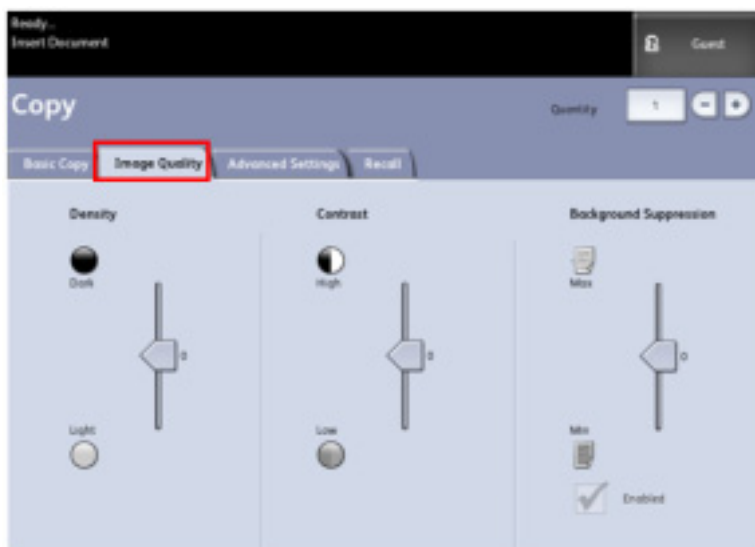 Ready..
Insert Document
Guest
Copy
Quantity
1
Basic Copy
Image Quality
Advanced Settings
Recall
Density
Contrast
Background Suppression
Dark
High
Max
0
0
0
Light
Low
Min
Enabled